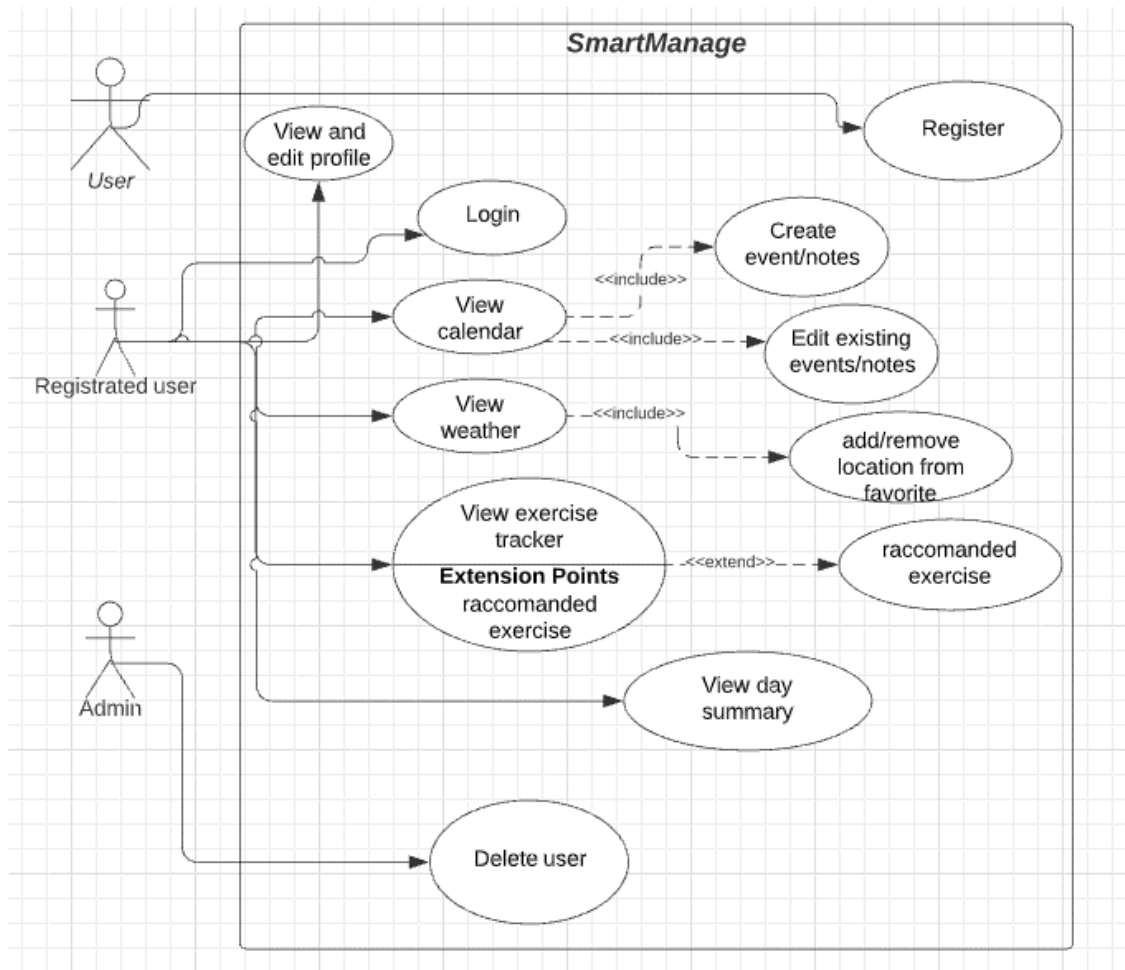 SmartManage
User
Register
View and
edit profile
Login
Create
event/notes
<<include>>
View
calendar
<<include>>
Edit existing
events/notes
Registrated user
View
weather
<<include>>
add/remove
location from
favorite
View exercise
tracker
Extension Points
raccomanded
exercise
<<extend>>
raccomanded
exercise
Admin
View day
summary
Delete user